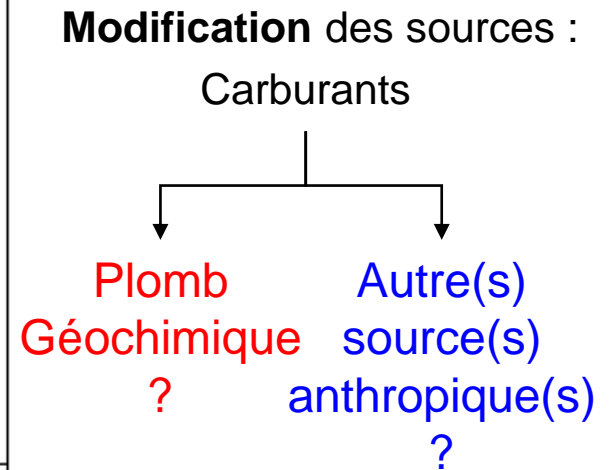 Modification des sources :
Carburants
Plomb
Géochimique
?
Autre(s)
source(s)
anthropique(s)
?